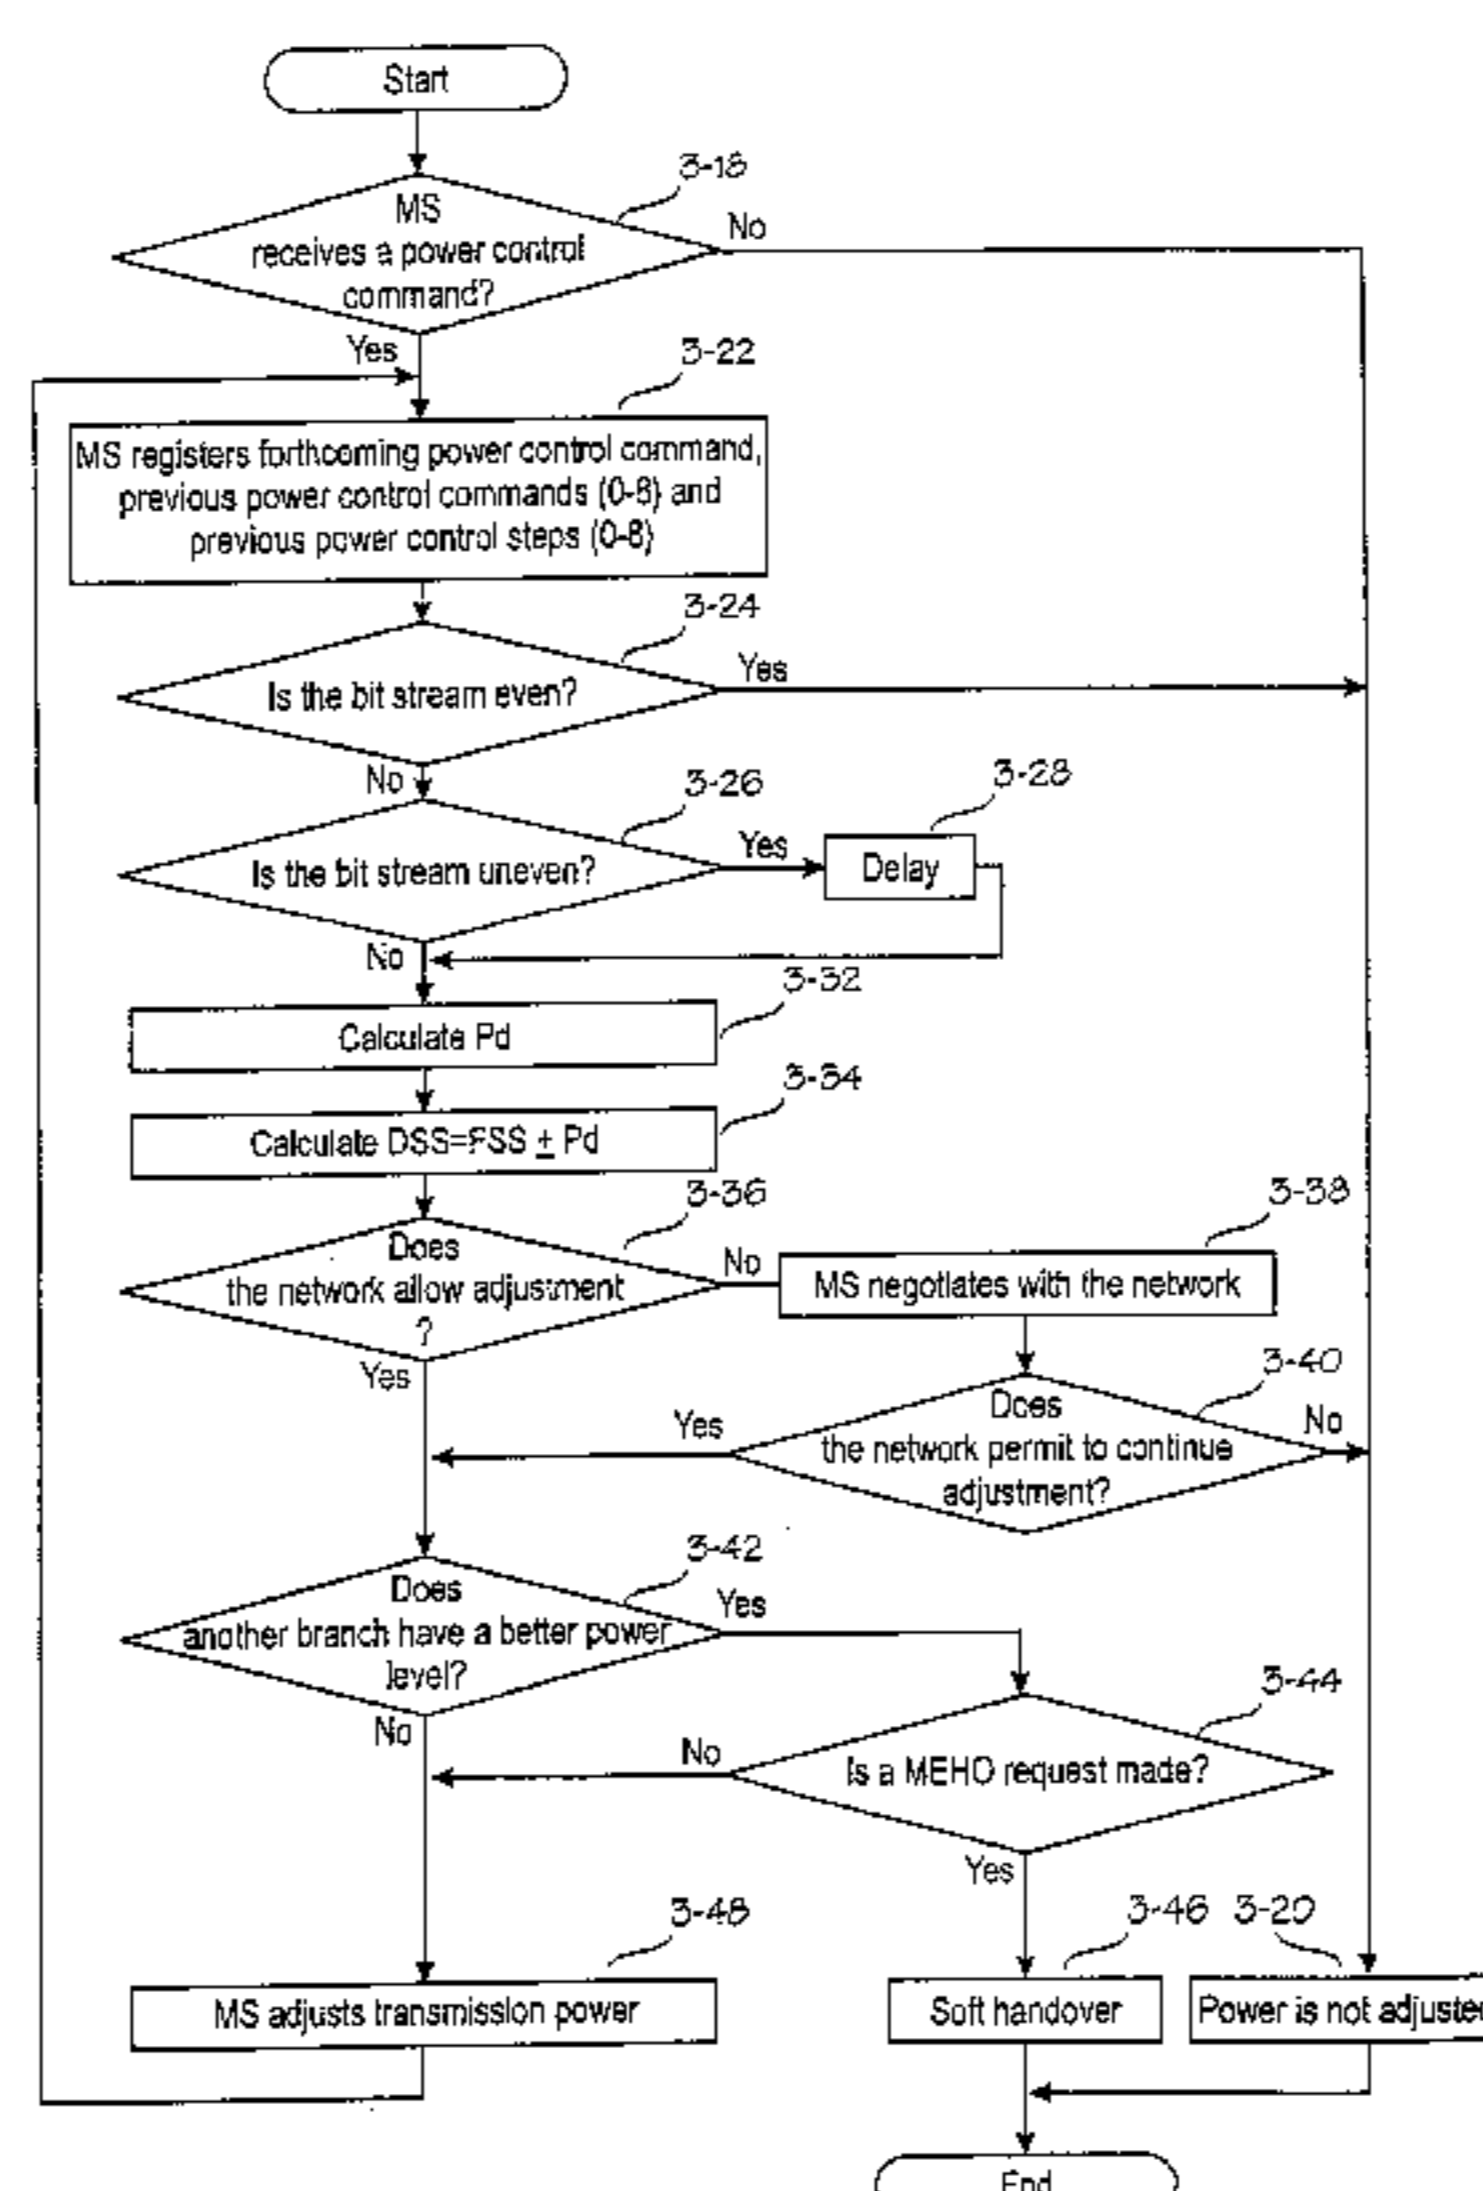 Start
3-18
MS
receives a power control
command?
No
Yes
3-22
MS registers forthcoming power control command,
previous power control commands (0-8) and
previous power control steps (0-8)
3-24
Is the bit stream even?
Yes
No
3-26
Is the bit stream uneven?
Yes
3-28
Delay
No
3-32
Calculate Pd
3-34
Calculate DSS=FSS ± Pd
3-36
Does
the network allow adjustment
?
No
3-38
MS negotiates with the network
Yes
3-40
Does
the network permit to continue
adjustment?
Yes
No
3-42
Does
another branch have a better power
level?
Yes
No
3-44
Is a MEHO request made?
No
Yes
3-48
MS adjusts transmission power
3-46
Soft handover
3-20
Power is not adjusted
End